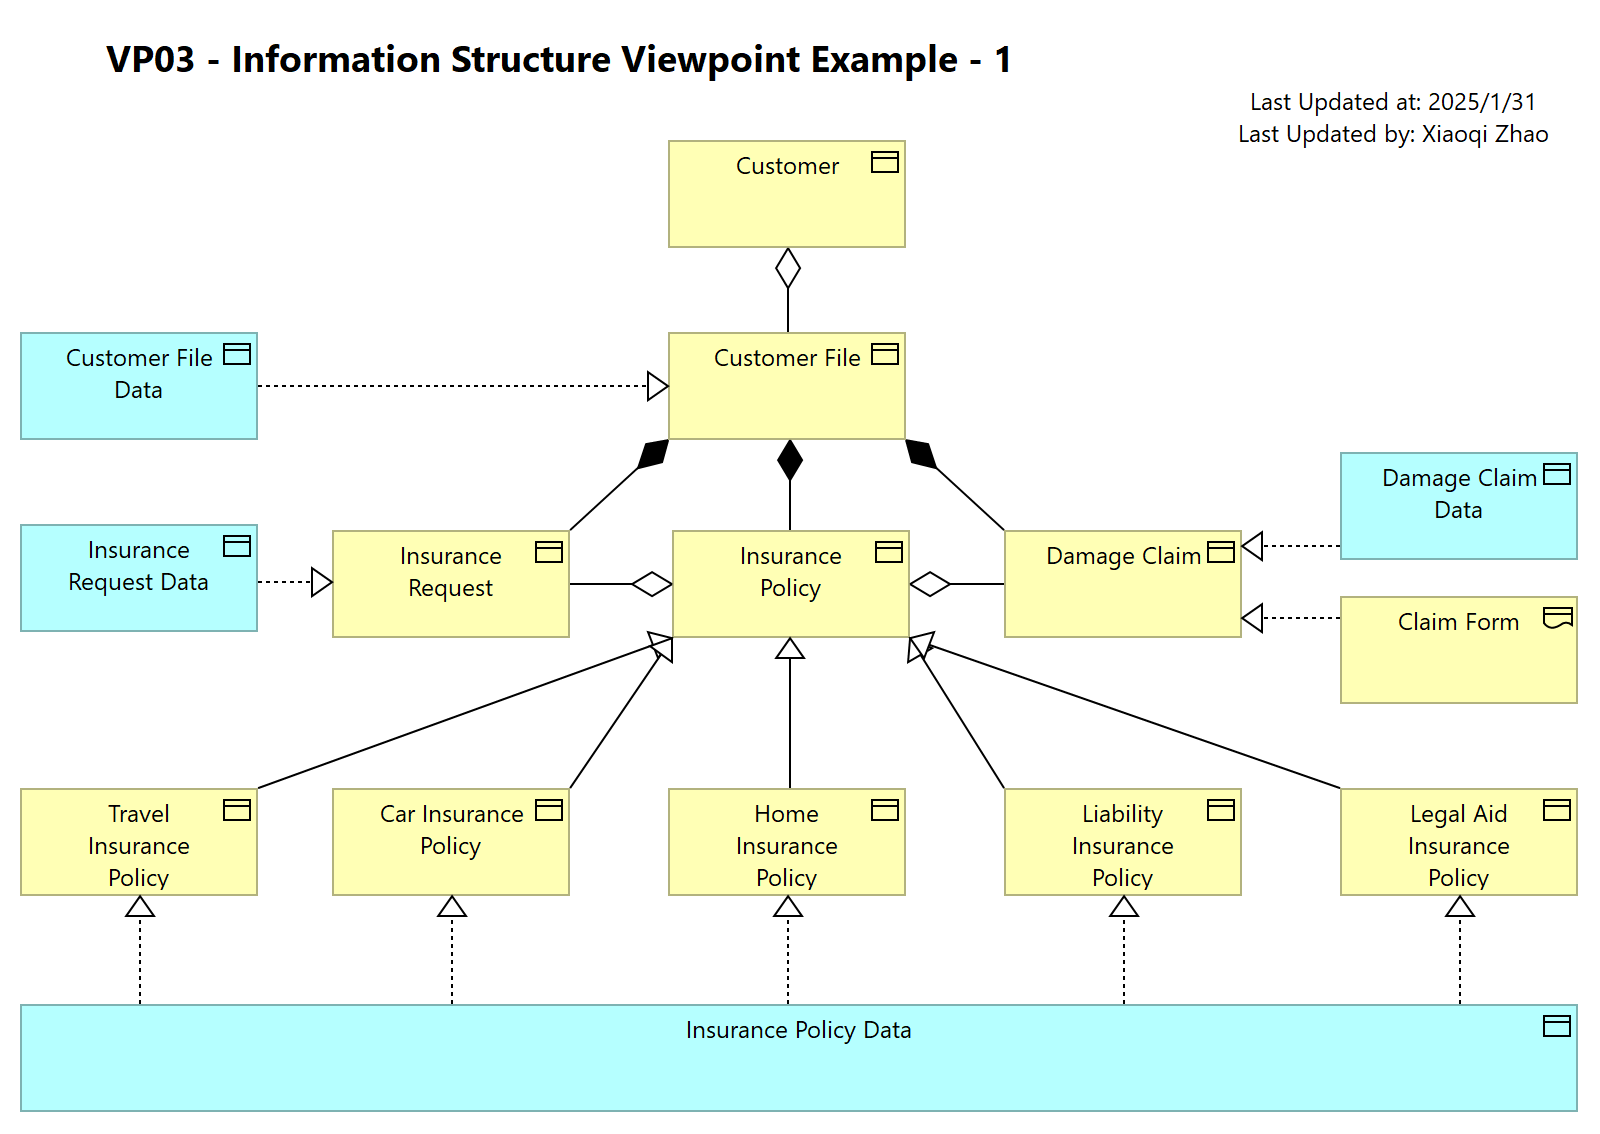 VP03 - Information Structure Viewpoint Example - 1
Last Updated at: 2025/1/31
Last Updated by: Xiaoqi Zhao
Customer
Customer File
Data
Customer File
Damage Claim
Data
Insurance
Request Data
Insurance
Request
Insurance
Policy
Damage Claim
Claim Form
Travel
Insurance
Policy
Car Insurance
Policy
Home
Insurance
Policy
Liability
Insurance
Policy
Legal Aid
Insurance
Policy
Insurance Policy Data